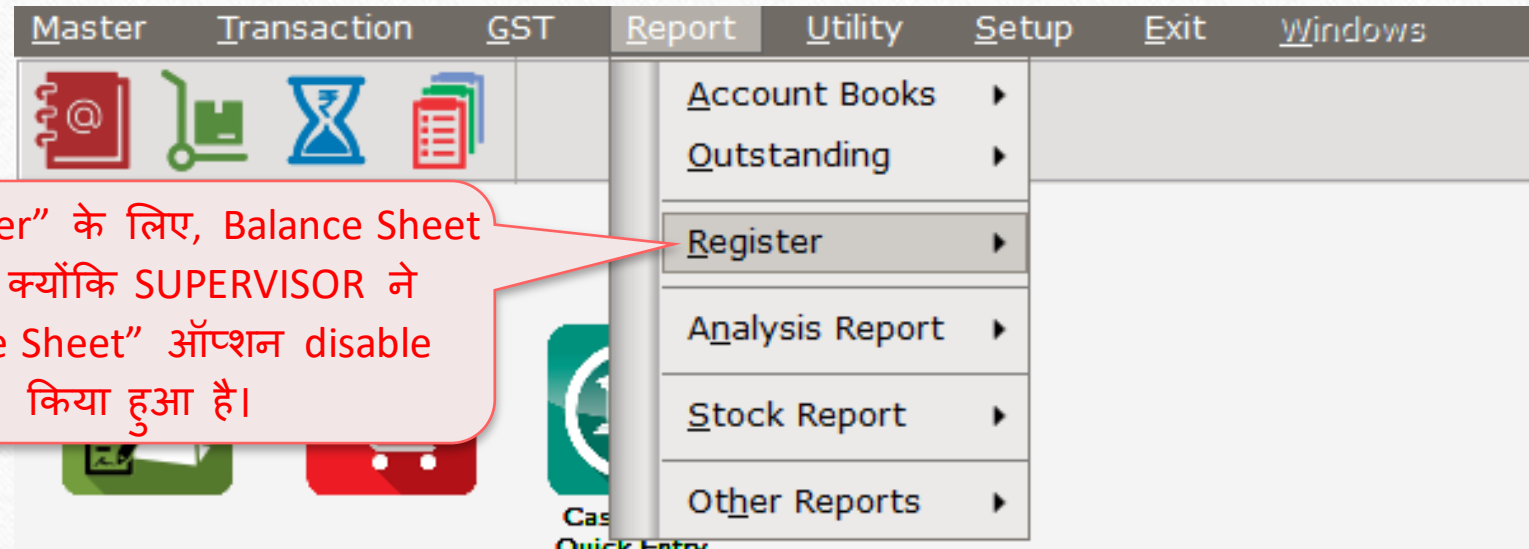 Master Transaction GST Report Utility Setup Exit Windows
Account Books
Outstanding
Register
Analysis Report
Stock Report
Other Reports
er” के लिए, Balance Sheet
क्योंकि SUPERVISOR ने
e Sheet” ऑप्शन disable
किया हुआ है।
Cas
Quick Entry